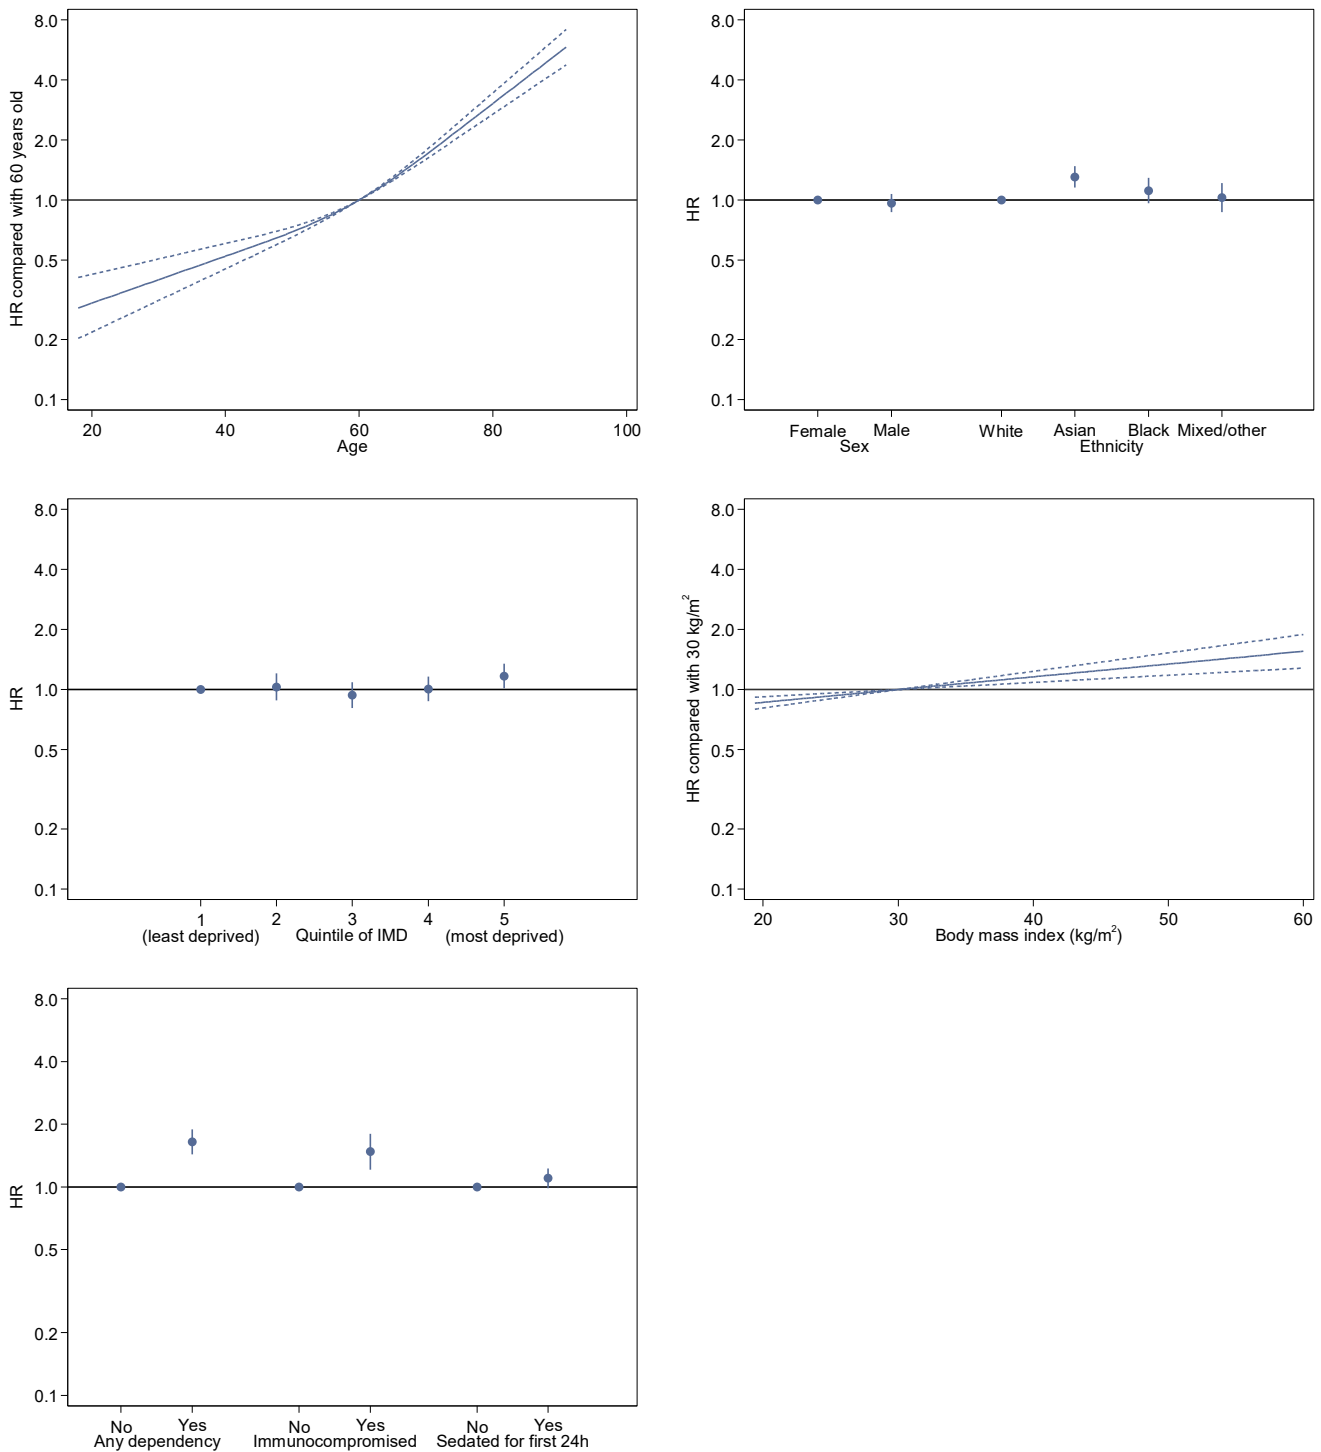 HR compared with 60 years old
8.0
4.0
2.0
1.0
0.5
0.2
0.1
20 40 60 80 100
Age
HR
8.0
4.0
2.0
1.0
0.5
0.2
0.1
Female Male White Asian Black Mixed/other
Sex Ethnicity
HR
8.0
4.0
2.0
1.0
0.5
0.2
0.1
1 2 3 4 5
(least deprived) Quintile of IMD (most deprived)
HR compared with 30 kg/m²
8.0
4.0
2.0
1.0
0.5
0.2
0.1
20 30 40 50 60
Body mass index (kg/m²)
HR
8.0
4.0
2.0
1.0
0.5
0.2
0.1
No Yes No Yes No Yes
Any dependency Immunocompromised Sedated for first 24h